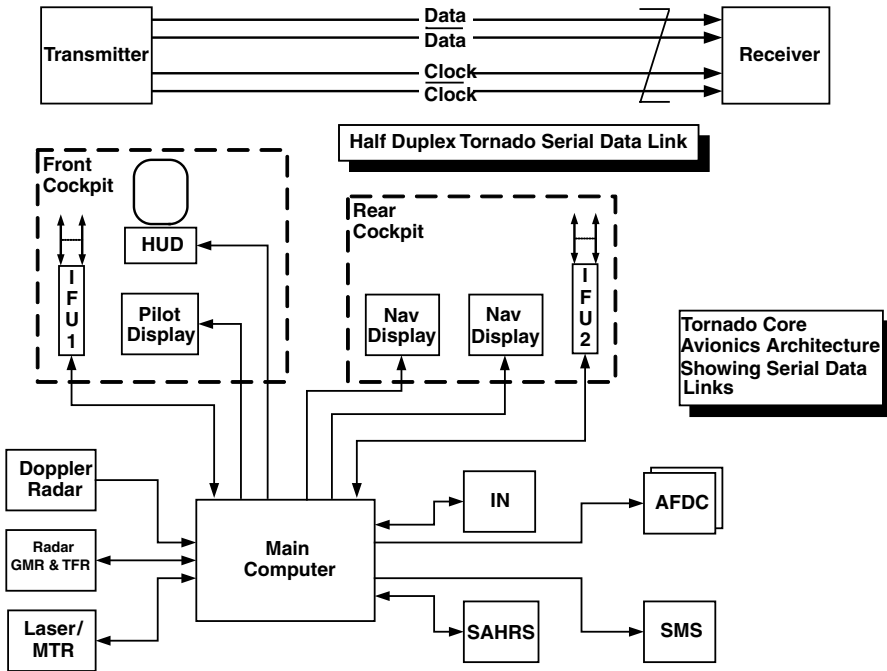 Transmitter
Data
Data
Clock
Clock
Receiver
Half Duplex Tornado Serial Data Link
Front
Cockpit
HUD
I
F
U
1
Pilot
Display
Rear
Cockpit
Nav
Display
Nav
Display
I
F
U
2
Tornado Core
Avionics Architecture
Showing Serial Data
Links
Doppler
Radar
Radar
GMR & TFR
Laser/
MTR
Main
Computer
IN
SAHRS
AFDC
SMS